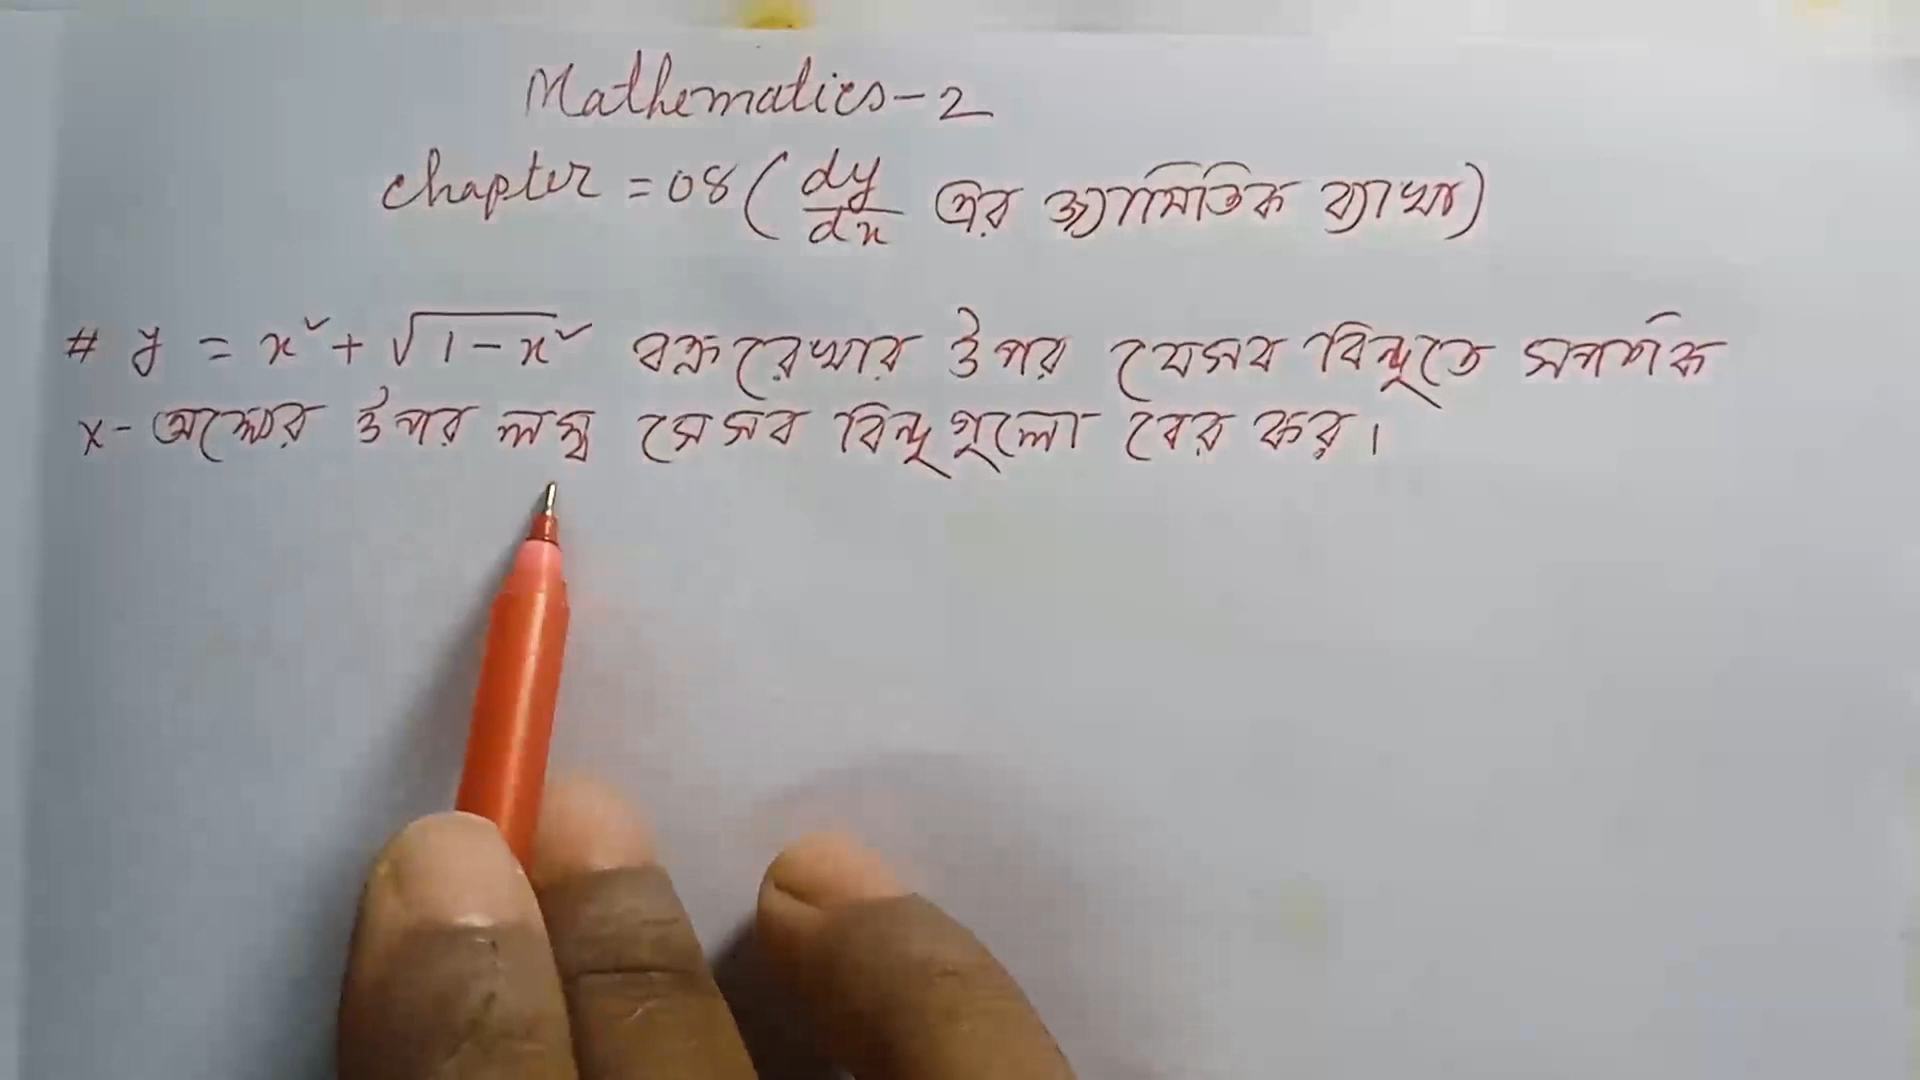 Mathematics-2
Chapter = 08 ( dy/dx এর জ্যামিতিক ব্যাখা)
# y = x² + √1-x² বক্ররেখার উপর যেসব বিন্দুতে স্পর্শক
x-অক্ষের উপর লম্ব সেসব বিন্দুগুলো বের কর।